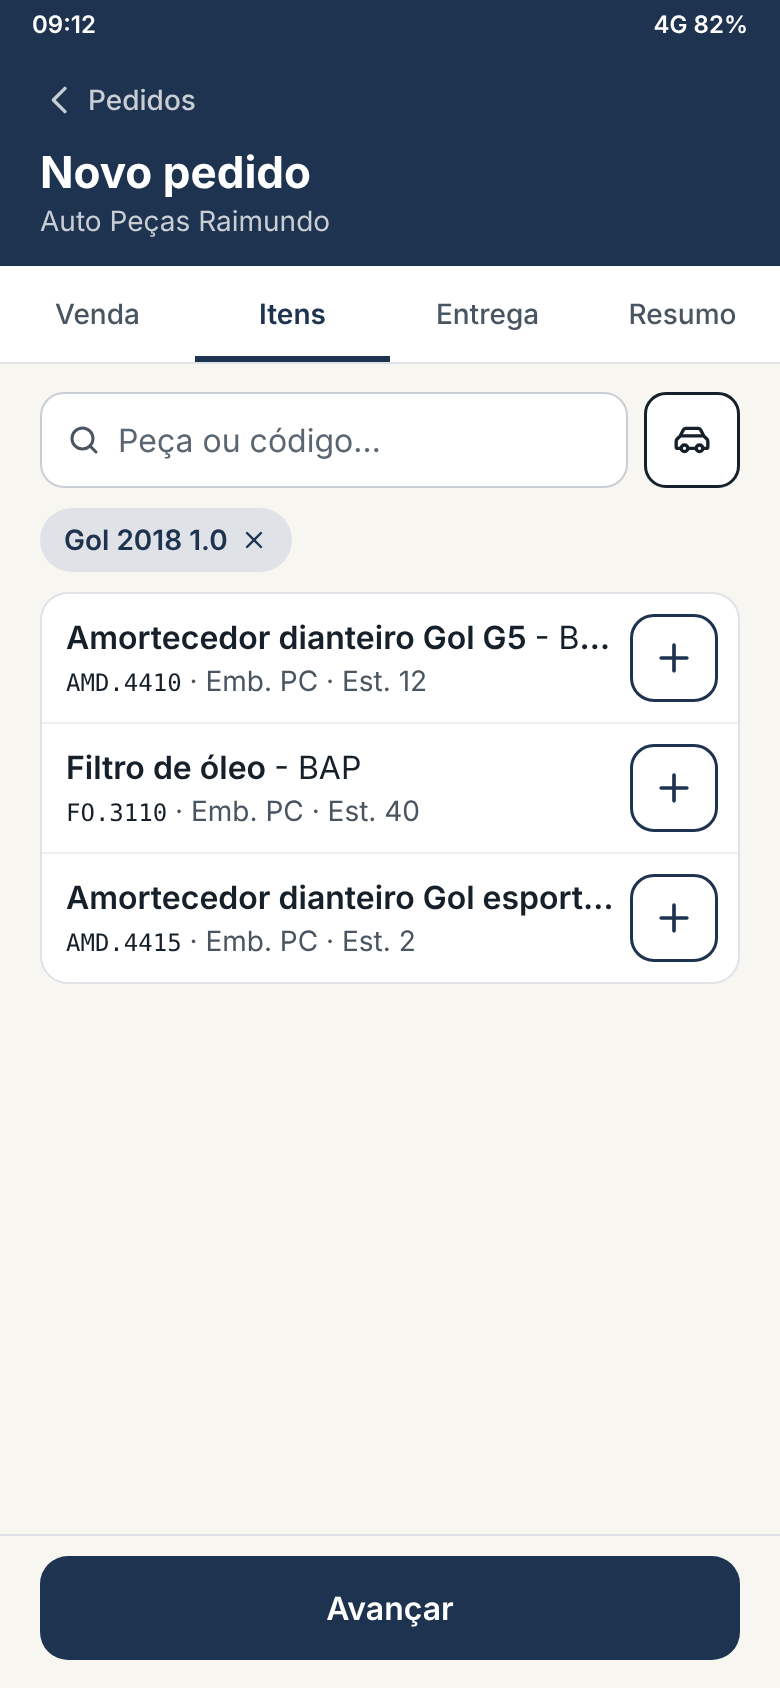 09:12 4G 82%
Pedidos
Novo pedido
Auto Peças Raimundo
Venda Itens Entrega Resumo
Peça ou código...
Gol 2018 1.0
Amortecedor dianteiro Gol G5 - B...
AMD.4410 · Emb. PC · Est. 12
Filtro de óleo - BAP
FO.3110 · Emb. PC · Est. 40
Amortecedor dianteiro Gol esport...
AMD.4415 · Emb. PC · Est. 2
Avançar